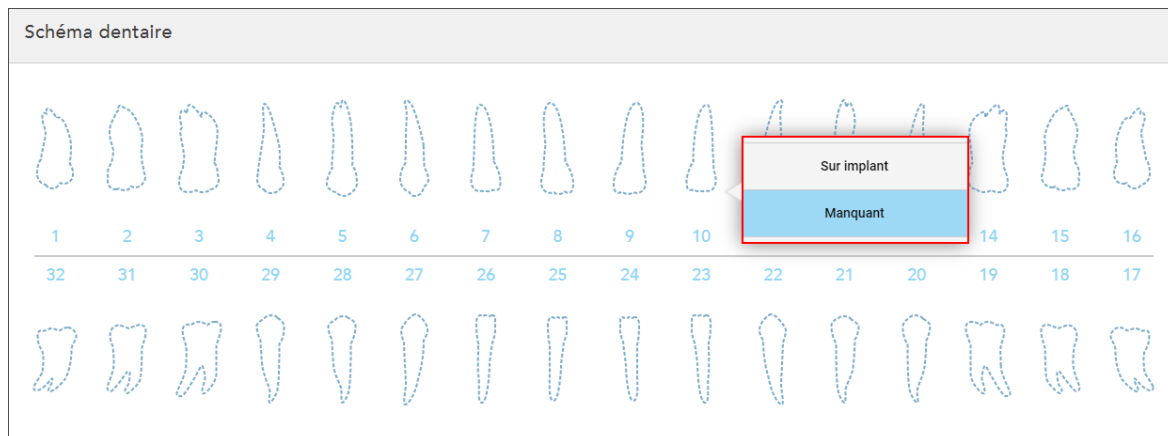 Schéma dentaire
Sur implant
Manquant
1 2 3 4 5 6 7 8 9 10 14 15 16
32 31 30 29 28 27 26 25 24 23 22 21 20 19 18 17